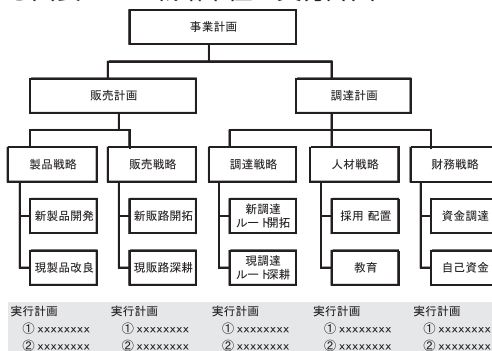 事業計画
販売計画
調達計画
製品戦略
販売戦略
調達戦略
人材戦略
財務戦略
新製品開発
新販路開拓
新調達
ルート開拓
採用 配置
資金調達
現製品改良
現販路深耕
現調達
ルート深耕
教育
自己資金
実行計画 実行計画 実行計画 実行計画 実行計画
① xxxxxxxx ① xxxxxxxx ① xxxxxxxx ① xxxxxxxx ① xxxxxxxx
② xxxxxxxx ② xxxxxxxx ② xxxxxxxx ② xxxxxxxx ② xxxxxxxx